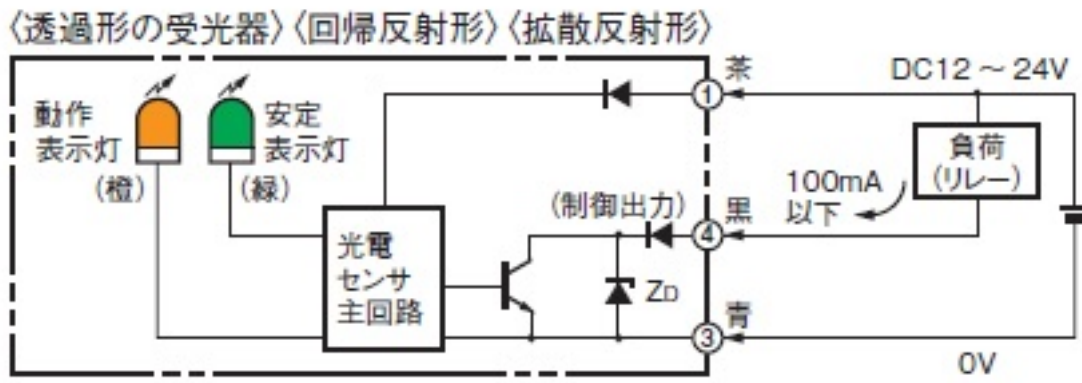 〈透過形の受光器〉〈回帰反射形〉〈拡散反射形〉
動作
表示灯
(橙)
安定
表示灯
(緑)
光電
センサ
主回路
(制御出力)
ZD
① 茶
④ 黒
③ 青
DC12 ～ 24V
負荷
(リレー)
100mA
以下
0V